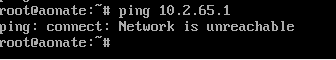 root@aonate:~# ping 10.2.65.1
ping: connect: Network is unreachable
root@aonate:~#